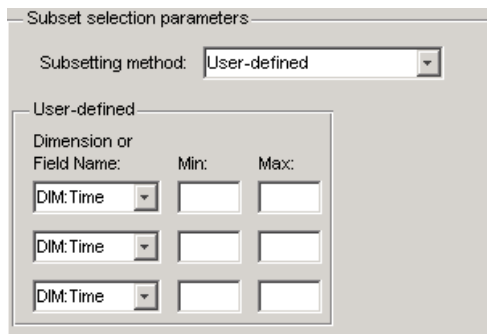 Subset selection parameters
Subsetting method: User-defined
User-defined
Dimension or
Field Name: Min: Max:
DIM:Time
DIM:Time
DIM:Time